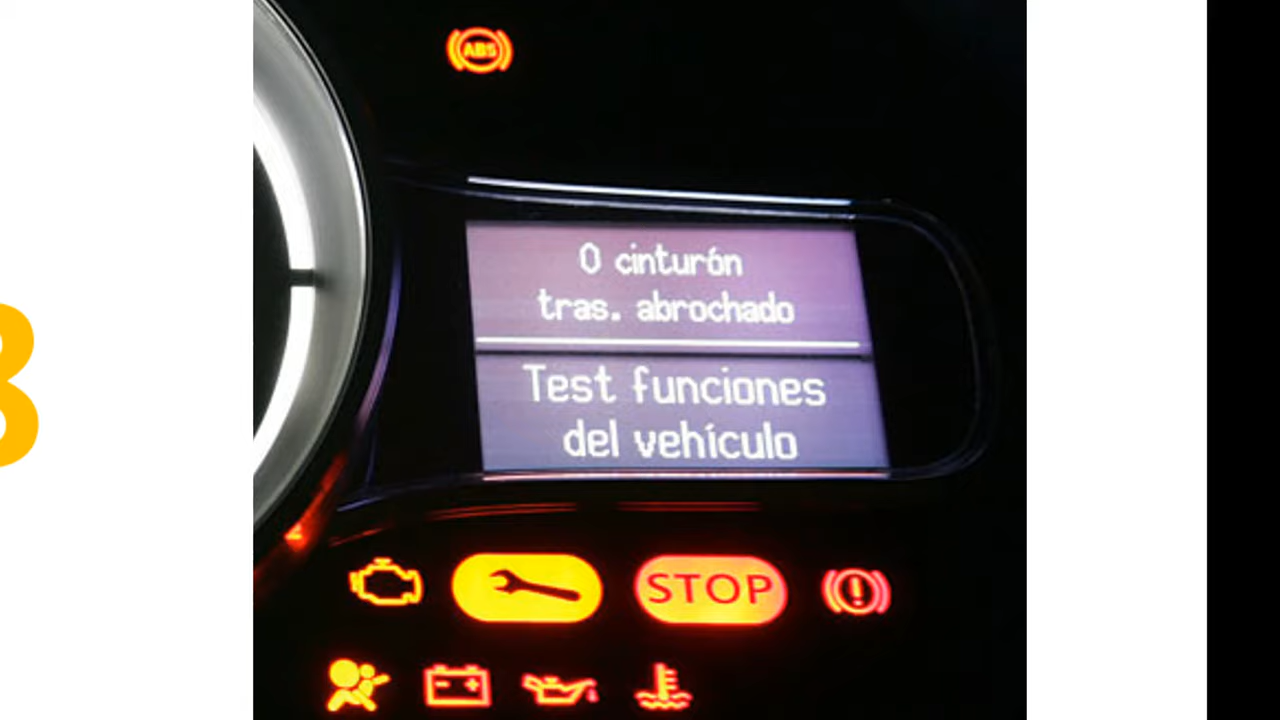 ABS
0 cinturón
tras. abrochado
Test funciones
del vehículo
STOP